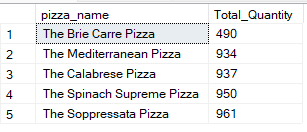 pizza_name Total_Quantity
1 The Brie Carre Pizza 490
2 The Mediterranean Pizza 934
3 The Calabrese Pizza 937
4 The Spinach Supreme Pizza 950
5 The Soppressata Pizza 961